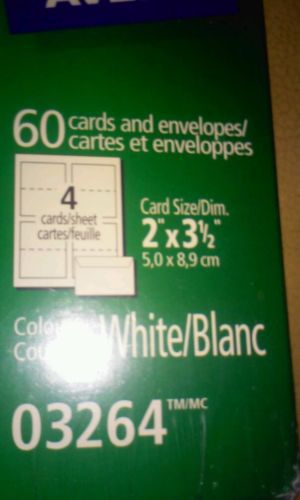 60 cards and envelopes/
cartes et enveloppes
4
cards/sheet
cartes/feuille
Card Size/Dim.
2"x3½"
5,0 x 8,9 cm
White/Blanc
03264 TM/MC